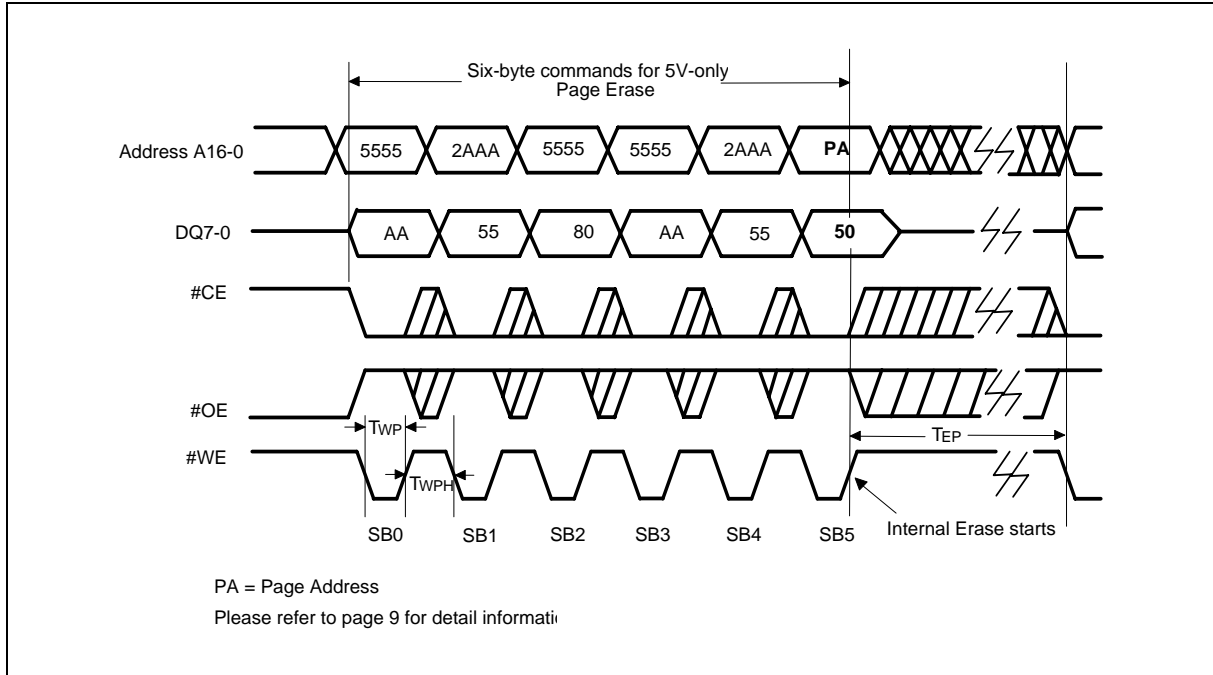 Six-byte commands for 5V-only
Page Erase
Address A16-0
5555
2AAA
5555
5555
2AAA
PA
DQ7-0
AA
55
80
AA
55
50
#CE
#OE
TWP
TEP
#WE
TWPH
Internal Erase starts
SB0
SB1
SB2
SB3
SB4
SB5
PA = Page Address
Please refer to page 9 for detail informati